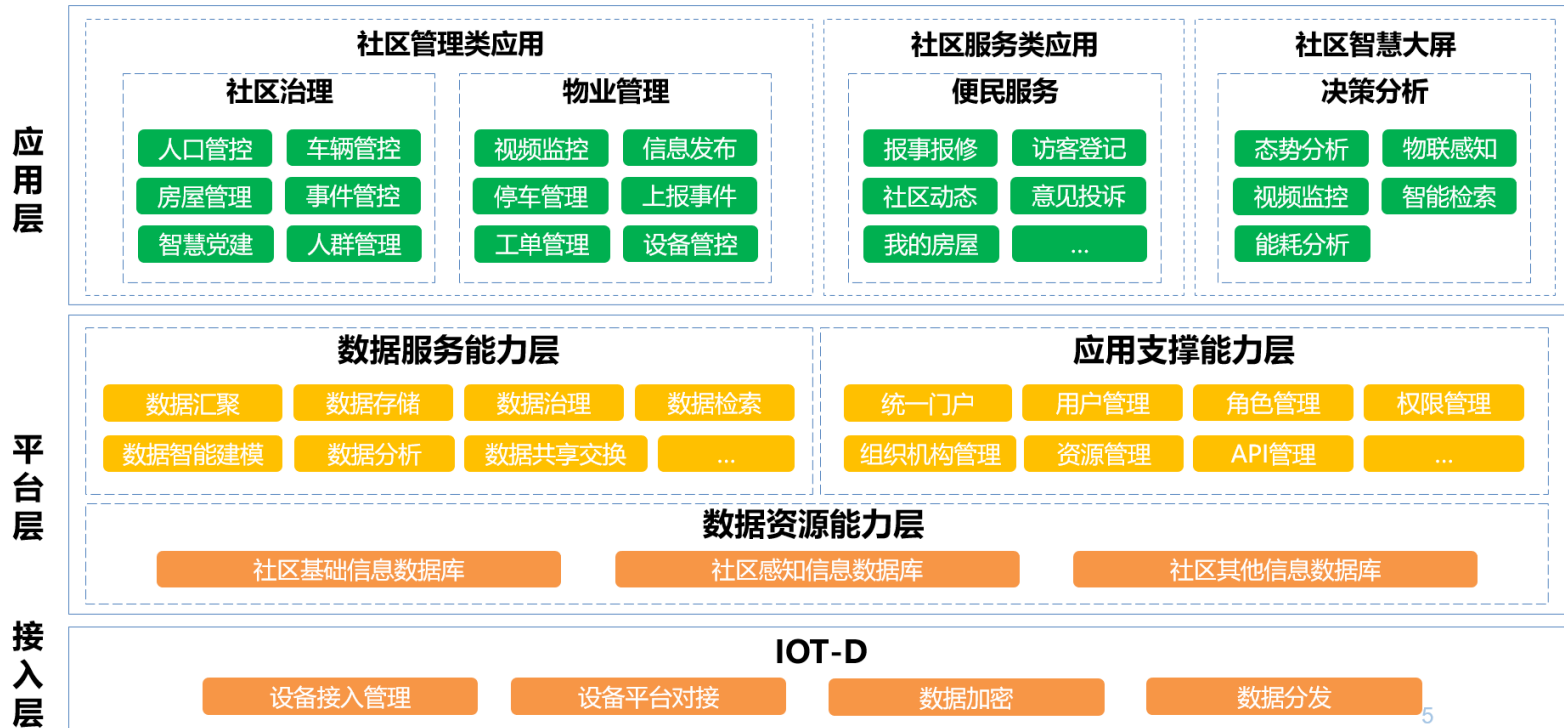 应用层
社区管理类应用
社区治理
人口管控
车辆管控
房屋管理
事件管控
智慧党建
人群管理
物业管理
视频监控
信息发布
停车管理
上报事件
工单管理
设备管控
社区服务类应用
便民服务
报事报修
访客登记
社区动态
意见投诉
我的房屋
...
社区智慧大屏
决策分析
态势分析
物联感知
视频监控
智能检索
能耗分析
平台层
数据服务能力层
数据汇聚
数据存储
数据治理
数据检索
数据智能建模
数据分析
数据共享交换
...
应用支撑能力层
统一门户
用户管理
角色管理
权限管理
组织机构管理
资源管理
API管理
...
数据资源能力层
社区基础信息数据库
社区感知信息数据库
社区其他信息数据库
接入层
IOT-D
设备接入管理
设备平台对接
数据加密
数据分发
5